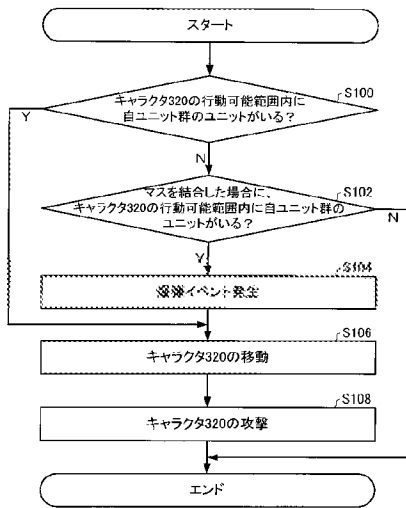 スタート
S100
キャラクタ320の行動可能範囲内に
自ユニット群のユニットがいる?
Y
N
S102
マスを結合した場合に、
キャラクタ320の行動可能範囲内に自ユニット群の
ユニットがいる?
N
Y
S104
イベント発生
S106
キャラクタ320の移動
S108
キャラクタ320の攻撃
エンド